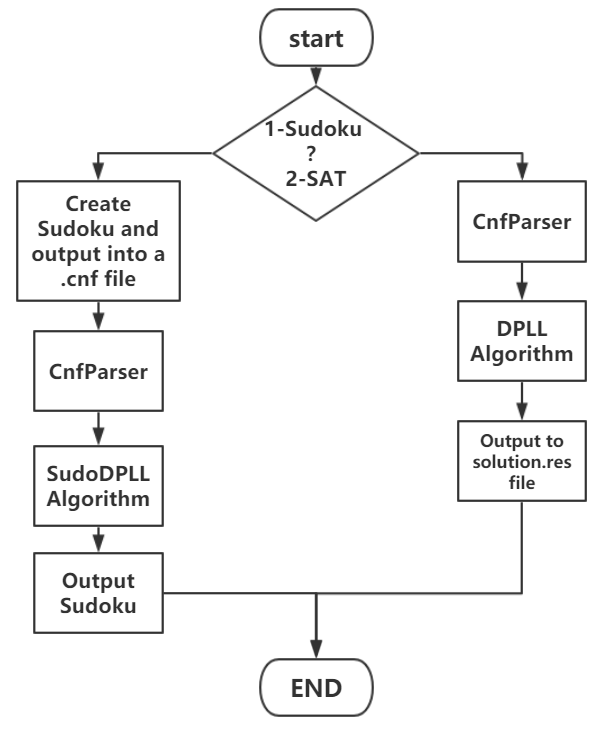 start
1-Sudoku
?
2-SAT
Create
Sudoku and
output into a
.cnf file
CnfParser
SudoDPLL
Algorithm
Output
Sudoku
CnfParser
DPLL
Algorithm
Output to
solution.res
file
END